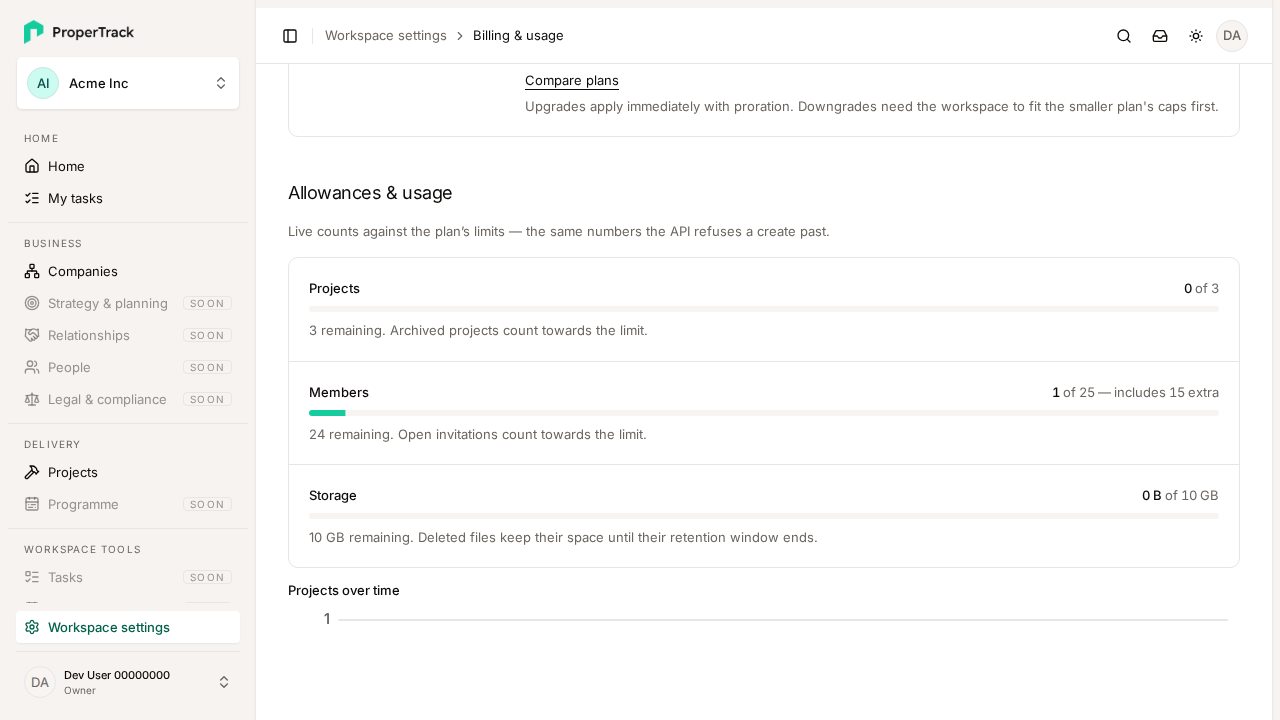 ProperTrack
AI Acme Inc
HOME
Home
My tasks
BUSINESS
Companies
Strategy & planning SOON
Relationships SOON
People SOON
Legal & compliance SOON
DELIVERY
Projects
Programme SOON
WORKSPACE TOOLS
Tasks SOON
Workspace settings
DA Dev User 00000000
Owner
Workspace settings > Billing & usage
DA
Compare plans
Upgrades apply immediately with proration. Downgrades need the workspace to fit the smaller plan's caps first.
Allowances & usage
Live counts against the plan’s limits — the same numbers the API refuses a create past.
Projects 0 of 3
3 remaining. Archived projects count towards the limit.
Members 1 of 25 — includes 15 extra
24 remaining. Open invitations count towards the limit.
Storage 0 B of 10 GB
10 GB remaining. Deleted files keep their space until their retention window ends.
Projects over time
1